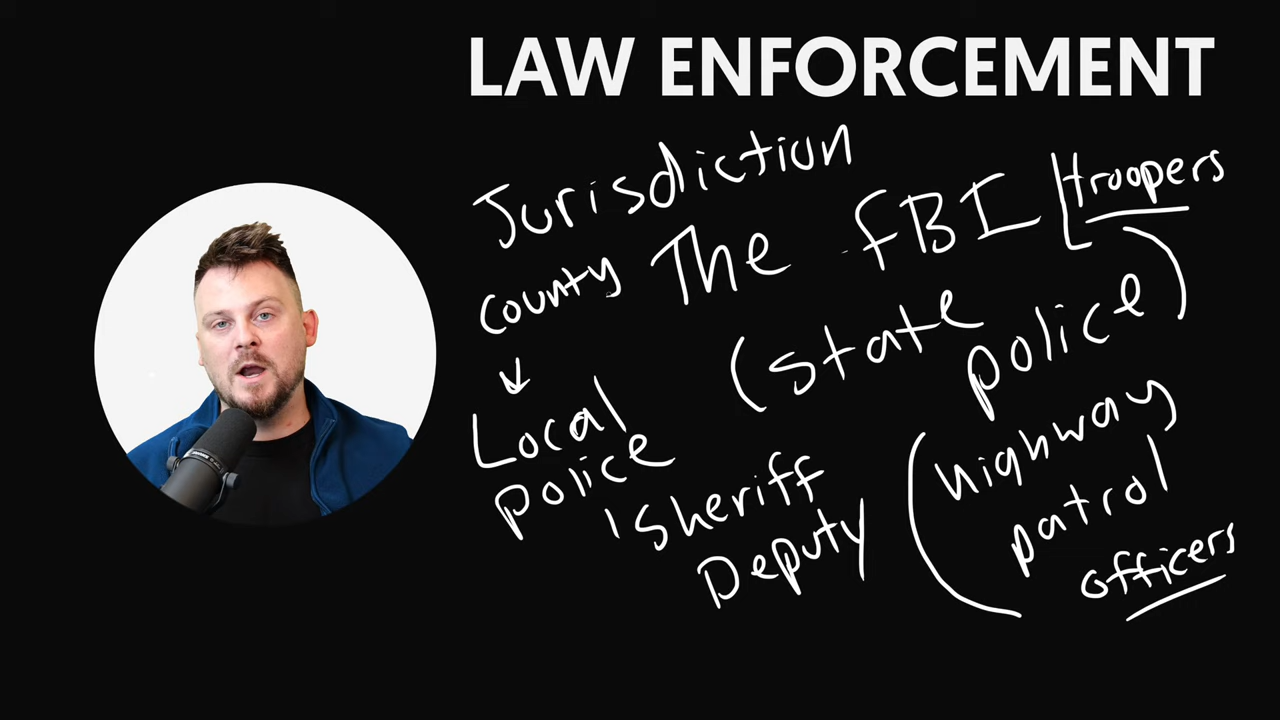 LAW ENFORCEMENT
Jurisdiction
troopers
The fBI
county
(state
police)
Local
police
highway
patrol
officers
Sheriff
Deputy